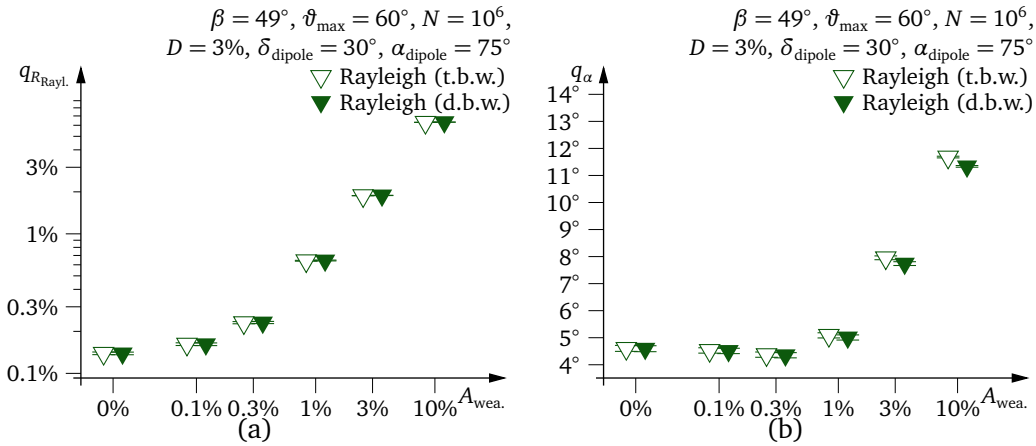 β = 49°, ϑmax = 60°, N = 10⁶,
D = 3%, δdipole = 30°, αdipole = 75°
qRRayl.
Rayleigh (t.b.w.)
Rayleigh (d.b.w.)
3%
1%
0.3%
0.1%
0% 0.1% 0.3% 1% 3% 10% Awea.
(a)
β = 49°, ϑmax = 60°, N = 10⁶,
D = 3%, δdipole = 30°, αdipole = 75°
qα
Rayleigh (t.b.w.)
Rayleigh (d.b.w.)
14°
13°
12°
11°
10°
9°
8°
7°
6°
5°
4°
0% 0.1% 0.3% 1% 3% 10% Awea.
(b)